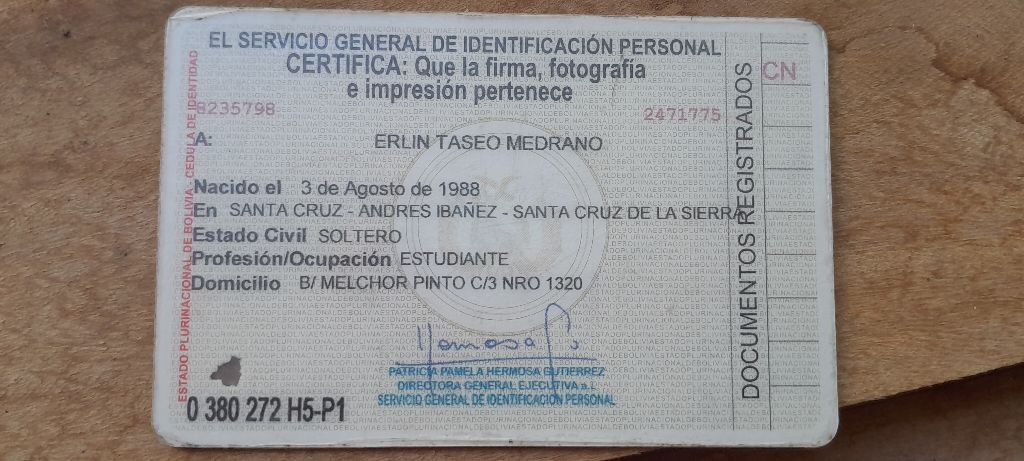 EL SERVICIO GENERAL DE IDENTIFICACIÓN PERSONAL
CERTIFICA: Que la firma, fotografía
e impresión pertenece
8235798
2471775
A:
ERLIN TASEO MEDRANO
Nacido el 3 de Agosto de 1988
En SANTA CRUZ - ANDRES IBAÑEZ - SANTA CRUZ DE LA SIERRA
Estado Civil SOLTERO
Profesión/Ocupación ESTUDIANTE
Domicilio B/ MELCHOR PINTO C/3 NRO 1320
PATRICIA PAMELA HERMOSA GUTIERREZ
DIRECTORA GENERAL EJECUTIVA a.i.
SERVICIO GENERAL DE IDENTIFICACIÓN PERSONAL
0 380 272 H5-P1
ESTADO PLURINACIONAL DE BOLIVIA - CEDULA DE IDENTIDAD
DOCUMENTOS REGISTRADOS
CN